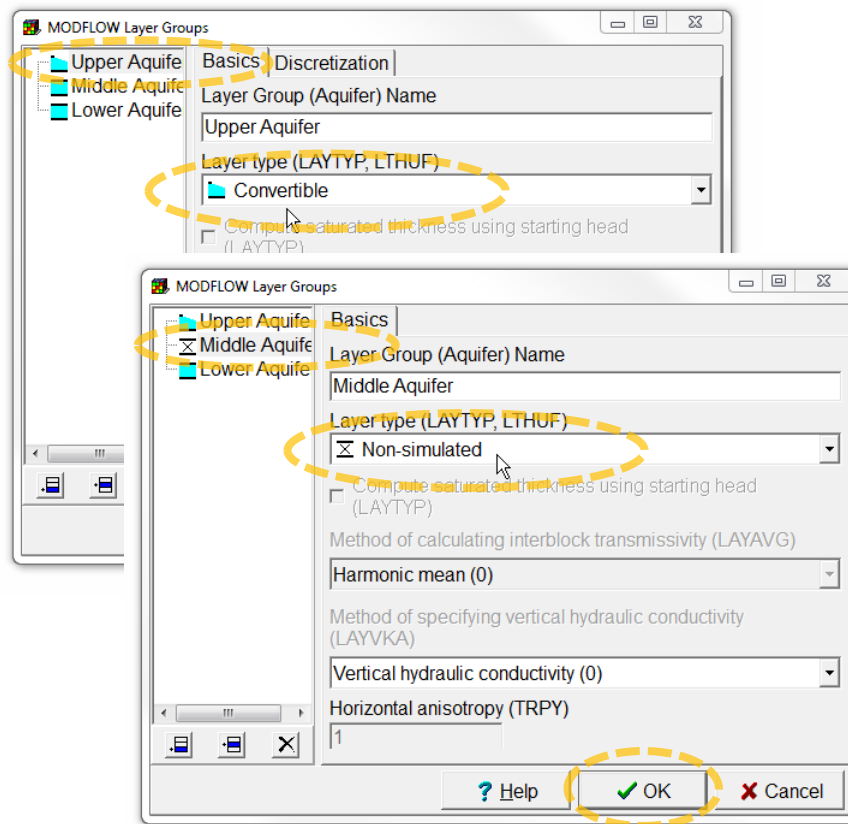 MODFLOW Layer Groups
Upper Aquife
Middle Aquife
Lower Aquife
Basics
Discretization
Layer Group (Aquifer) Name
Upper Aquifer
Layer type (LAYTYP, LTHUF)
Convertible
Compute saturated thickness using starting head
(LAYTYP)
MODFLOW Layer Groups
Upper Aquife
Middle Aquife
Lower Aquife
Basics
Layer Group (Aquifer) Name
Middle Aquifer
Layer type (LAYTYP, LTHUF)
Non-simulated
Compute saturated thickness using starting head
(LAYTYP)
Method of calculating interblock transmissivity (LAYAVG)
Harmonic mean (0)
Method of specifying vertical hydraulic conductivity
(LAYVKA)
Vertical hydraulic conductivity (0)
Horizontal anisotropy (TRPY)
1
? Help
OK
Cancel